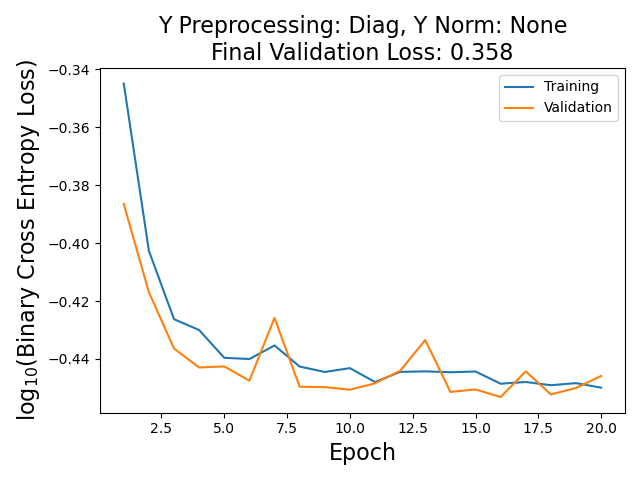 Y Preprocessing: Diag, Y Norm: None
Final Validation Loss: 0.358
log₁₀(Binary Cross Entropy Loss)
−0.34
−0.36
−0.38
−0.40
−0.42
−0.44
Training
Validation
2.5 5.0 7.5 10.0 12.5 15.0 17.5 20.0
Epoch